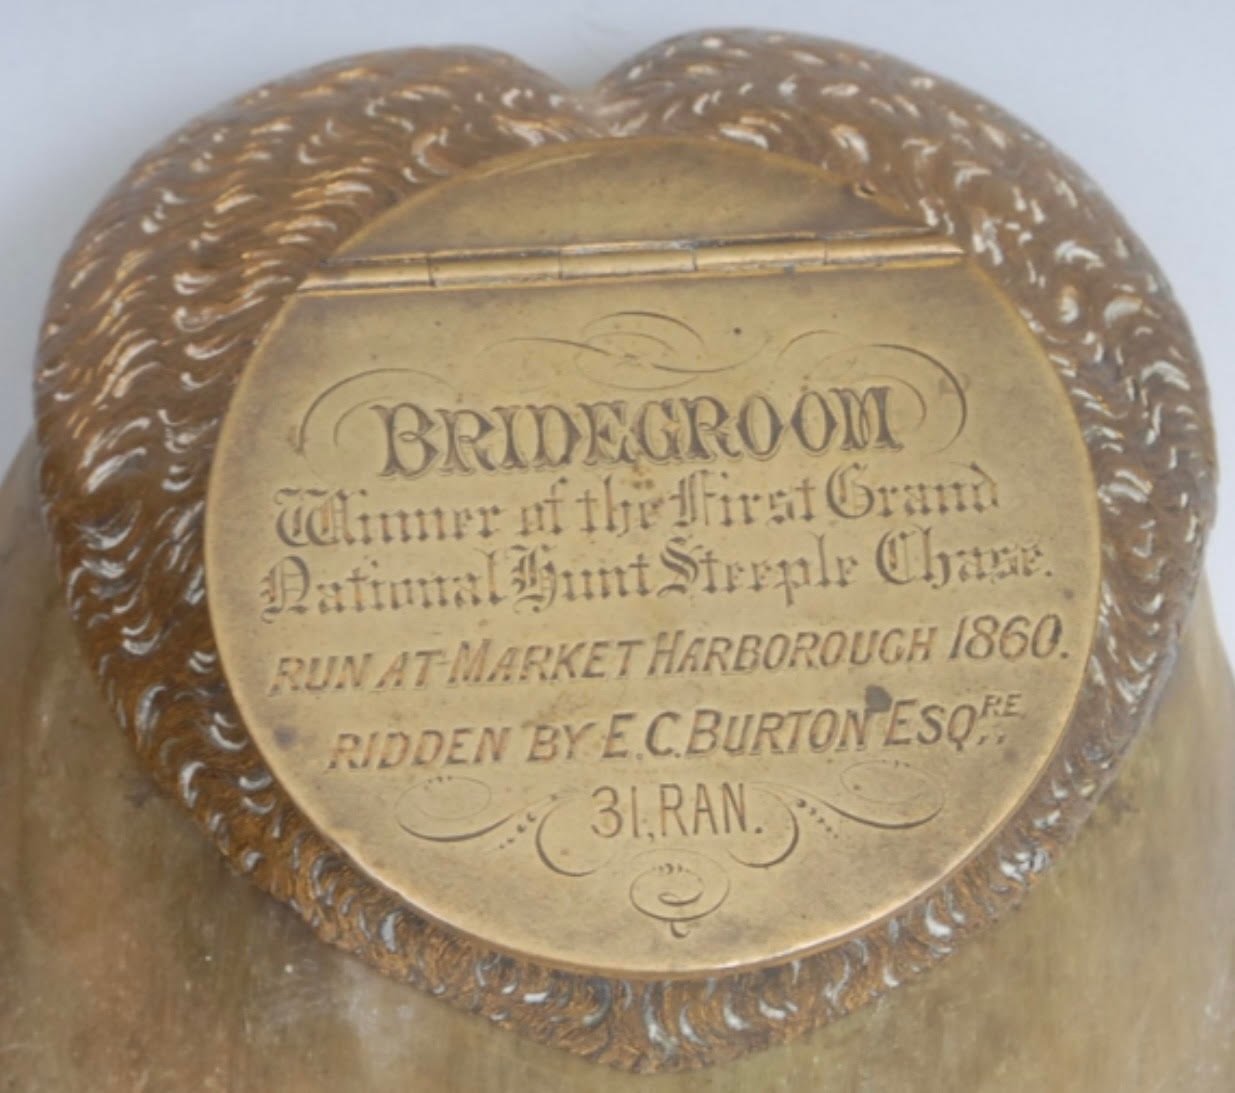 BRIDEGROOM
Winner of the First Grand
National Hunt Steeple Chase.
RUN AT MARKET HARBOROUGH 1860.
RIDDEN BY E.C. BURTON ESQRE.
31, RAN.